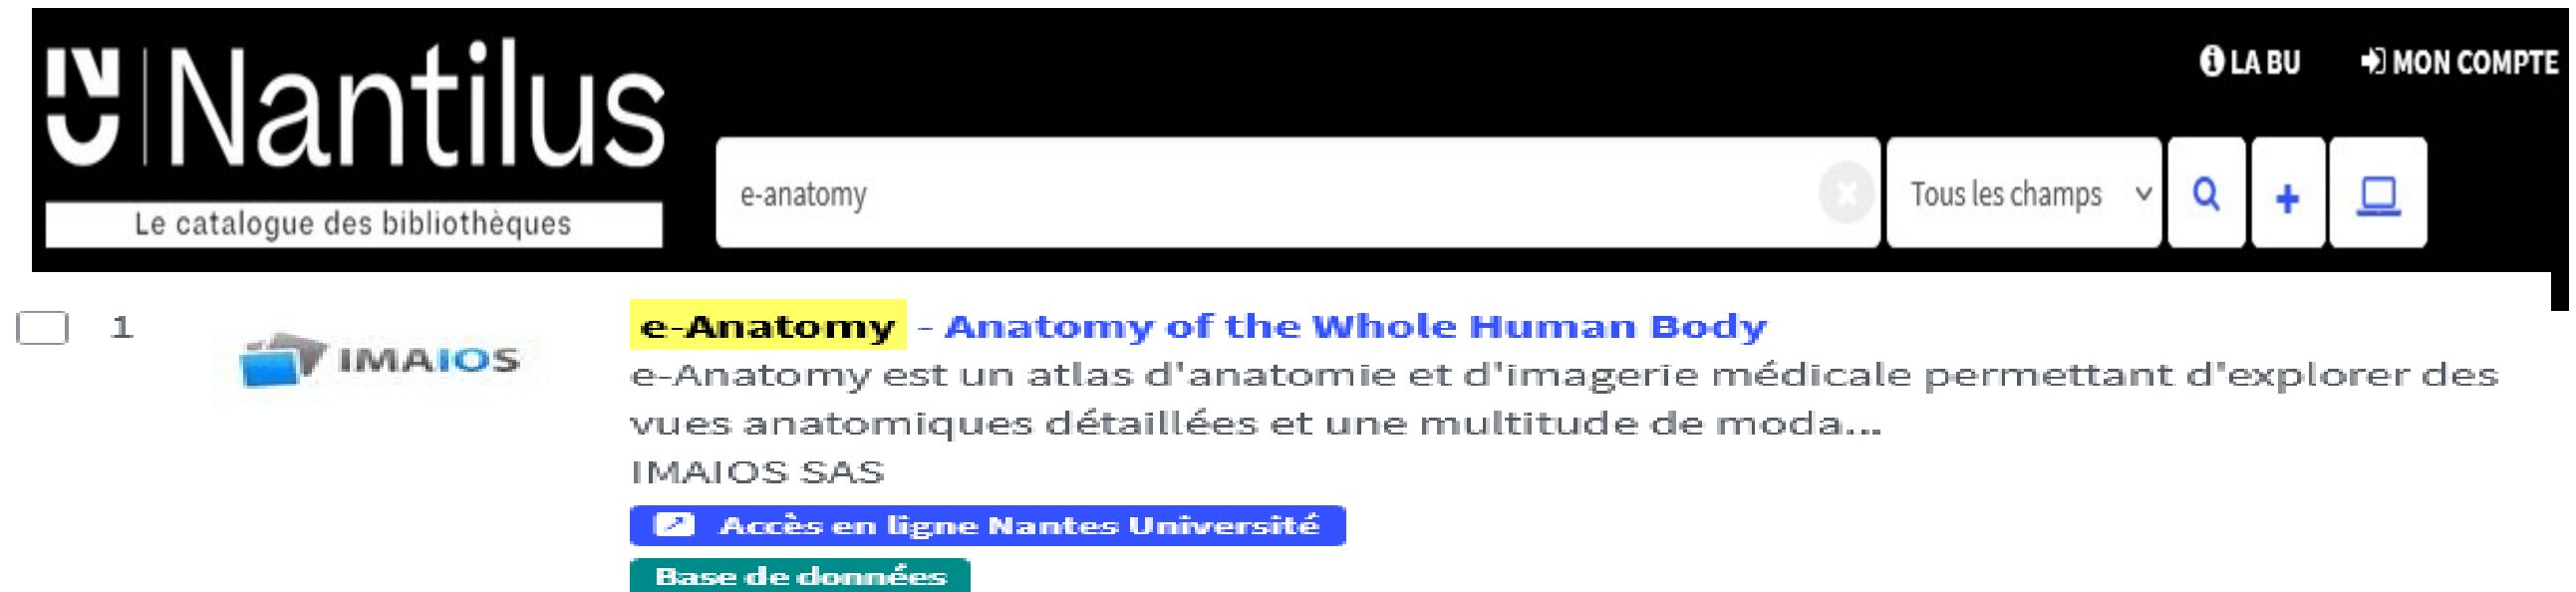 NU Nantilus
Le catalogue des bibliothèques
LA BU
MON COMPTE
e-anatomy
Tous les champs
1
IMAIOS
e-Anatomy - Anatomy of the Whole Human Body
e-Anatomy est un atlas d'anatomie et d'imagerie médicale permettant d'explorer des
vues anatomiques détaillées et une multitude de moda...
IMAIOS SAS
Accès en ligne Nantes Université
Base de données